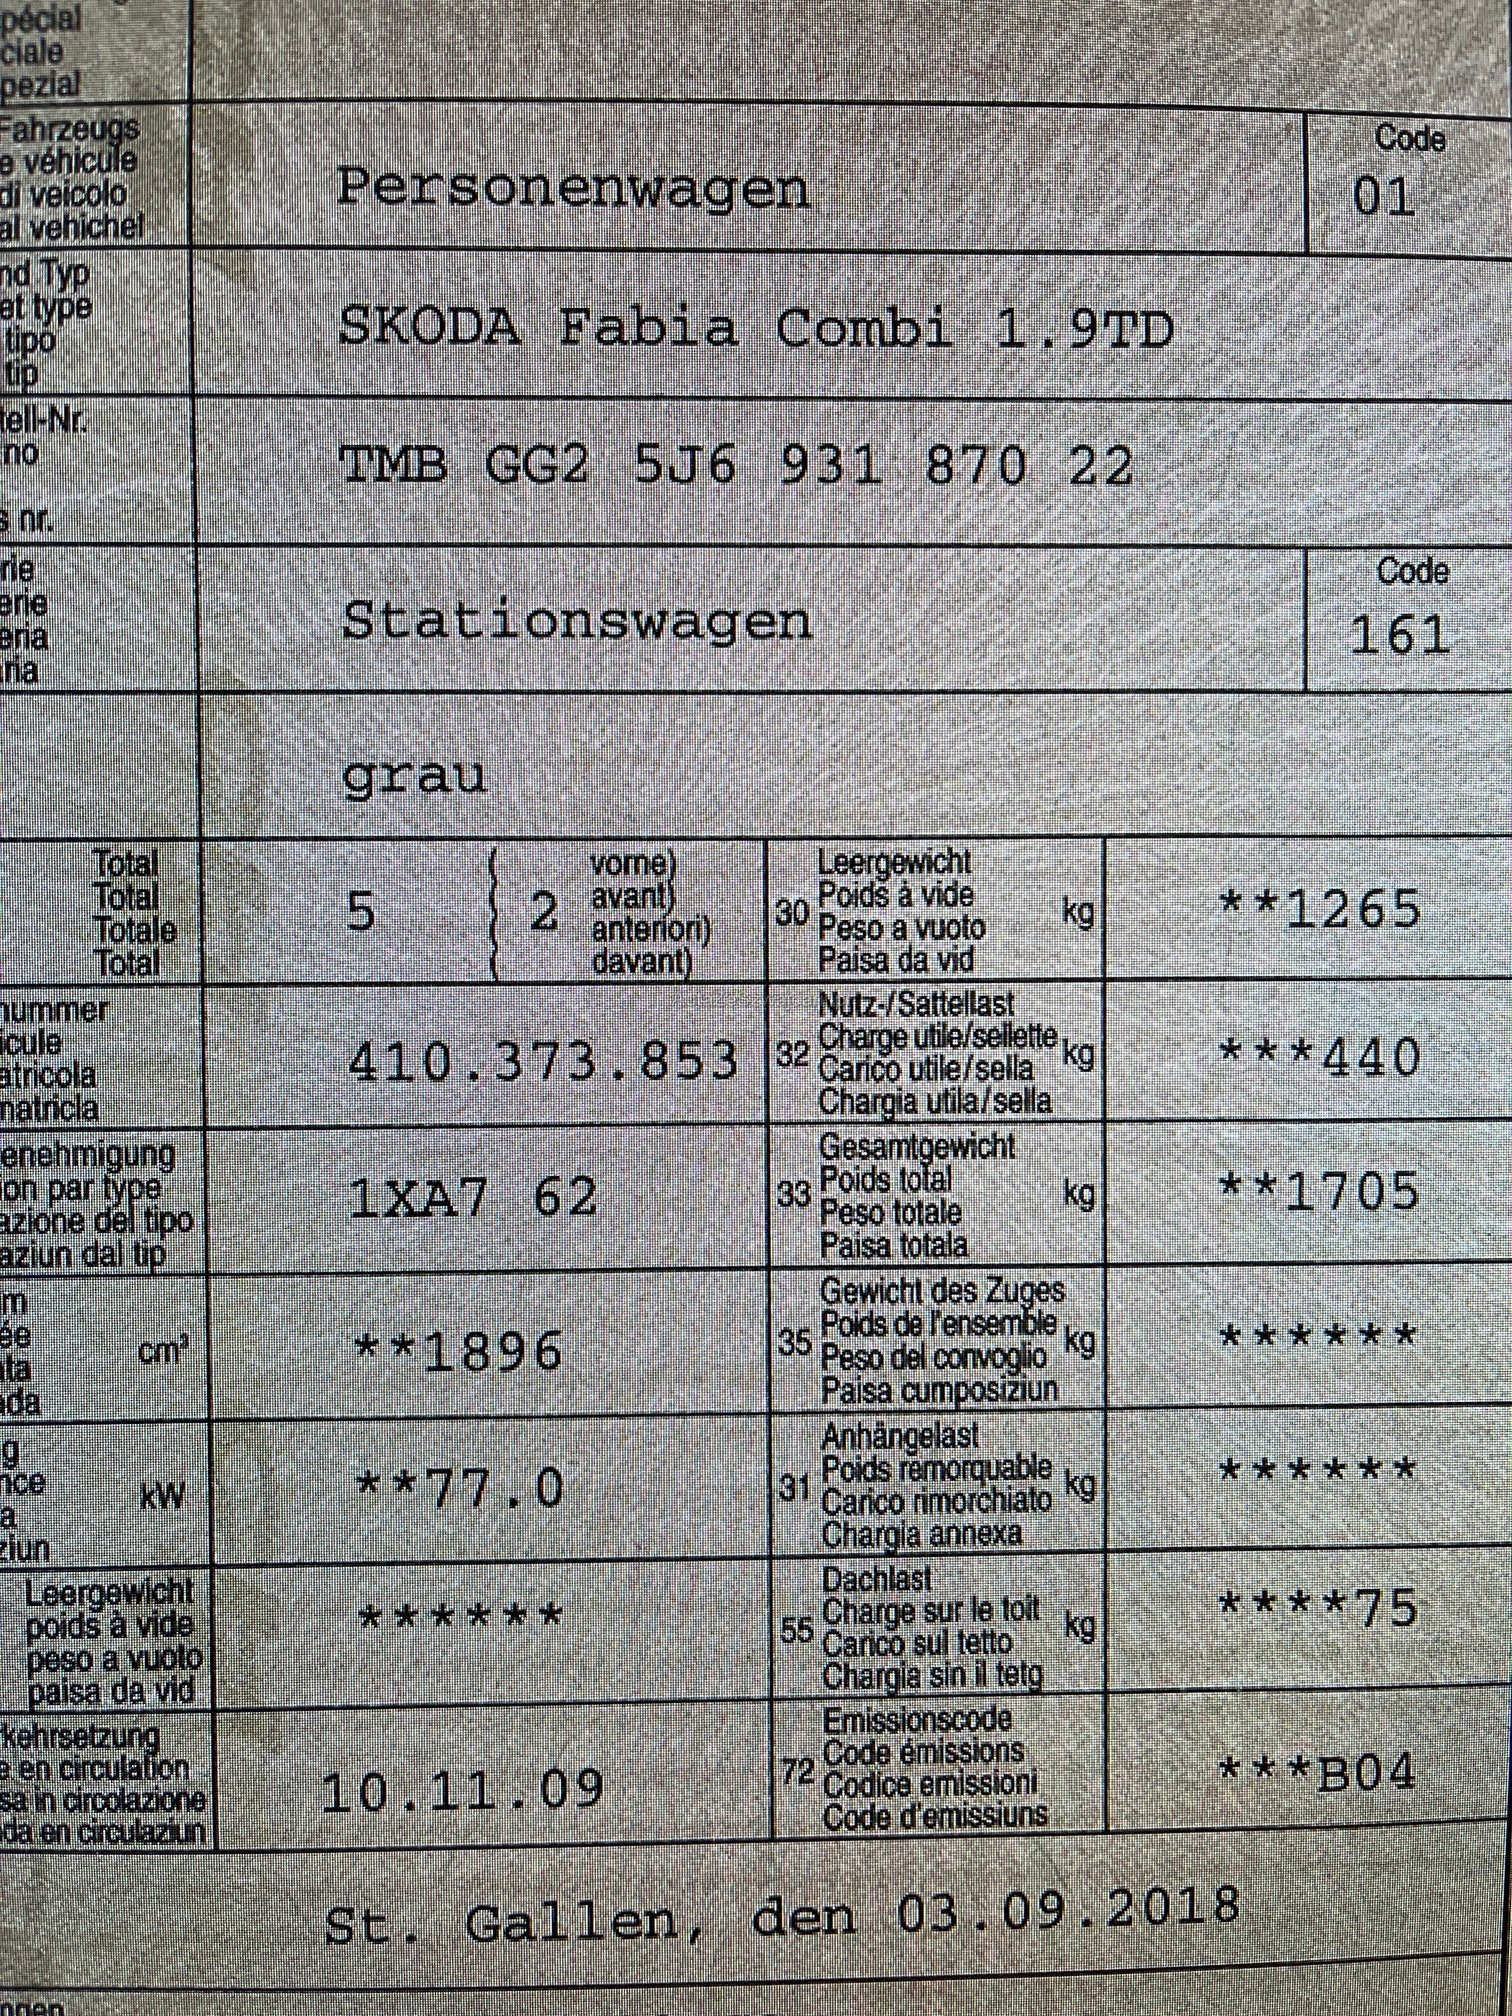 pécial
ciale
pezial
Fahrzeugs
e véhicule
di veicolo
al vehichel
Personenwagen
Code
01
nd Typ
et type
tipo
tip
SKODA Fabia Combi 1.9TD
tell-Nr.
no
s nr.
TMB GG2 5J6 931 870 22
rie
erie
eria
ria
Stationswagen
Code
161
grau
Total
Total
Totale
Total
5
2
vorne)
avant)
anteriori)
davant)
30
Leergewicht
Poids à vide
Peso a vuoto
Paisa da vid
kg
**1265
nummer
icule
atricola
matricla
410.373.853
32
Nutz-/Sattellast
Charge utile/sellette
Carico utile/sella
Chargia utila/sella
kg
***440
enehmigung
ion par type
azione del tipo
aziun dal tip
1XA7 62
33
Gesamtgewicht
Poids total
Peso totale
Paisa totala
kg
**1705
m
ée
ata
ada
cm³
**1896
35
Gewicht des Zuges
Poids de l'ensemble
Peso del convoglio
Paisa cumposiziun
kg
******
g
nce
a
ziun
kW
**77.0
31
Anhängelast
Poids remorquable
Carico rimorchiato
Chargia annexa
kg
******
Leergewicht
poids à vide
peso a vuoto
paisa da vid
******
55
Dachlast
Charge sur le toit
Carico sul tetto
Chargia sin il tetg
kg
****75
kehrsetzung
e en circulation
sa in circolazione
da en circulaziun
10.11.09
72
Emissionscode
Code émissions
Codice emissioni
Code d'emissiuns
***B04
St. Gallen, den 03.09.2018